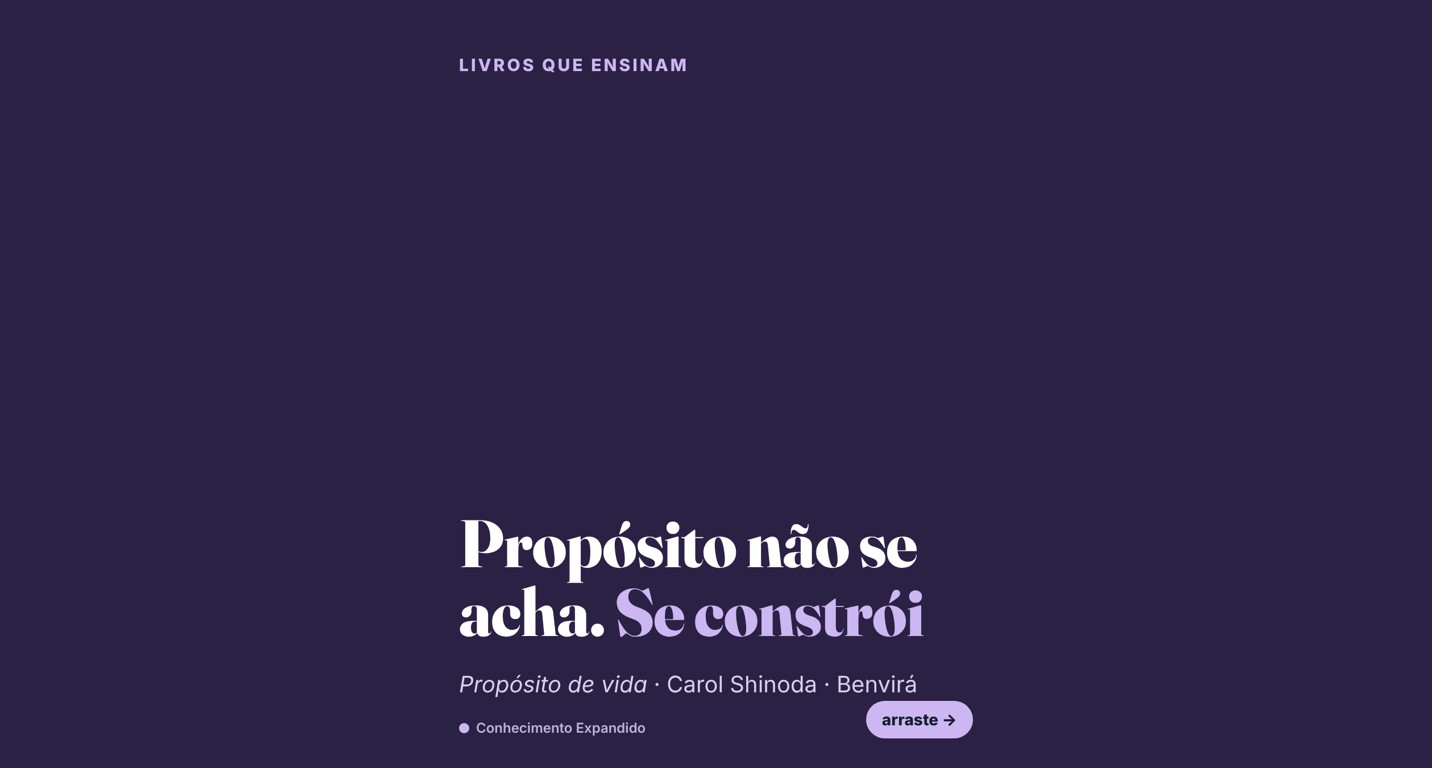 LIVROS QUE ENSINAM
Propósito não se
acha. Se constrói
Propósito de vida · Carol Shinoda · Benvirá
arraste →
Conhecimento Expandido